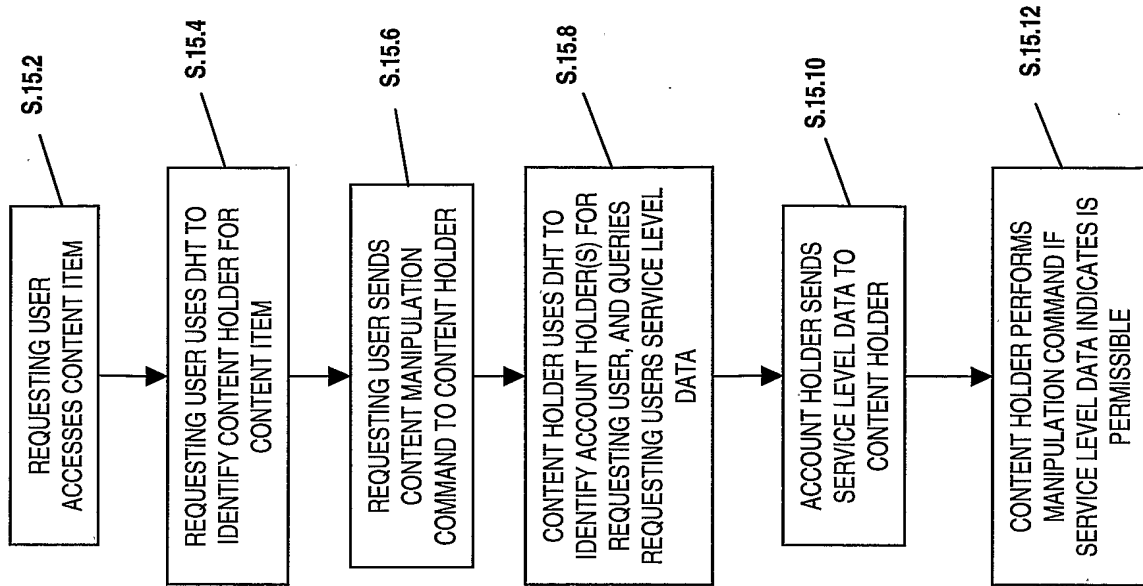 REQUESTING USER
ACCESSES CONTENT ITEM
S.15.2
REQUESTING USER USES DHT TO
IDENTIFY CONTENT HOLDER FOR
CONTENT ITEM
S.15.4
REQUESTING USER SENDS
CONTENT MANIPULATION
COMMAND TO CONTENT HOLDER
S.15.6
CONTENT HOLDER USES DHT TO
IDENTIFY ACCOUNT HOLDER(S) FOR
REQUESTING USER, AND QUERIES
REQUESTING USERS SERVICE LEVEL
DATA
S.15.8
ACCOUNT HOLDER SENDS
SERVICE LEVEL DATA TO
CONTENT HOLDER
S.15.10
CONTENT HOLDER PERFORMS
MANIPULATION COMMAND IF
SERVICE LEVEL DATA INDICATES IS
PERMISSIBLE
S.15.12